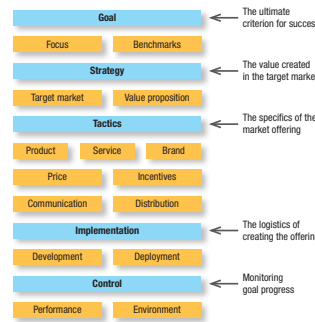 Goal
The ultimate
criterion for succes
Focus
Benchmarks
Strategy
The value created
in the target marke
Target market
Value proposition
Tactics
The specifics of the
market offering
Product
Service
Brand
Price
Incentives
Communication
Distribution
Implementation
The logistics of
creating the offerin
Development
Deployment
Control
Monitoring
goal progress
Performance
Environment